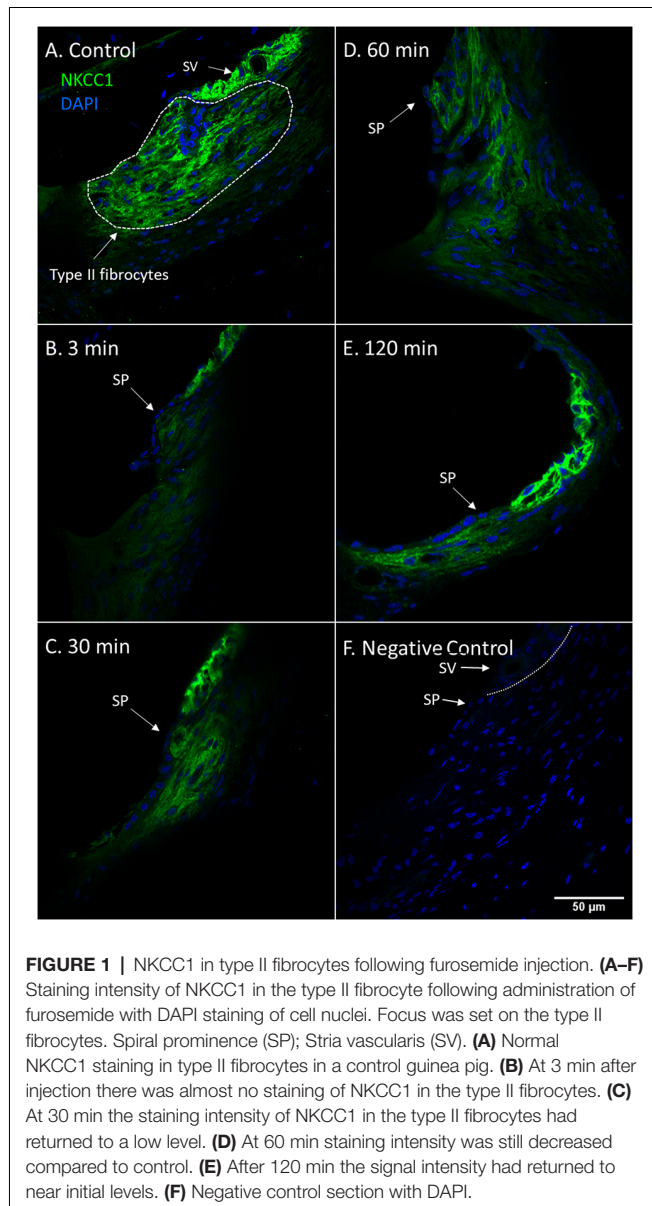 A. Control
NKCC1
DAPI
SV
Type II fibrocytes
D. 60 min
SP
B. 3 min
SP
E. 120 min
SP
C. 30 min
SP
F. Negative Control
SV
SP
50 µm
FIGURE 1 | NKCC1 in type II fibrocytes following furosemide injection. (A–F)
Staining intensity of NKCC1 in the type II fibrocyte following administration of
furosemide with DAPI staining of cell nuclei. Focus was set on the type II
fibrocytes. Spiral prominence (SP); Stria vascularis (SV). (A) Normal
NKCC1 staining in type II fibrocytes in a control guinea pig. (B) At 3 min after
injection there was almost no staining of NKCC1 in the type II fibrocytes. (C)
At 30 min the staining intensity of NKCC1 in the type II fibrocytes had
returned to a low level. (D) At 60 min staining intensity was still decreased
compared to control. (E) After 120 min the signal intensity had returned to
near initial levels. (F) Negative control section with DAPI.